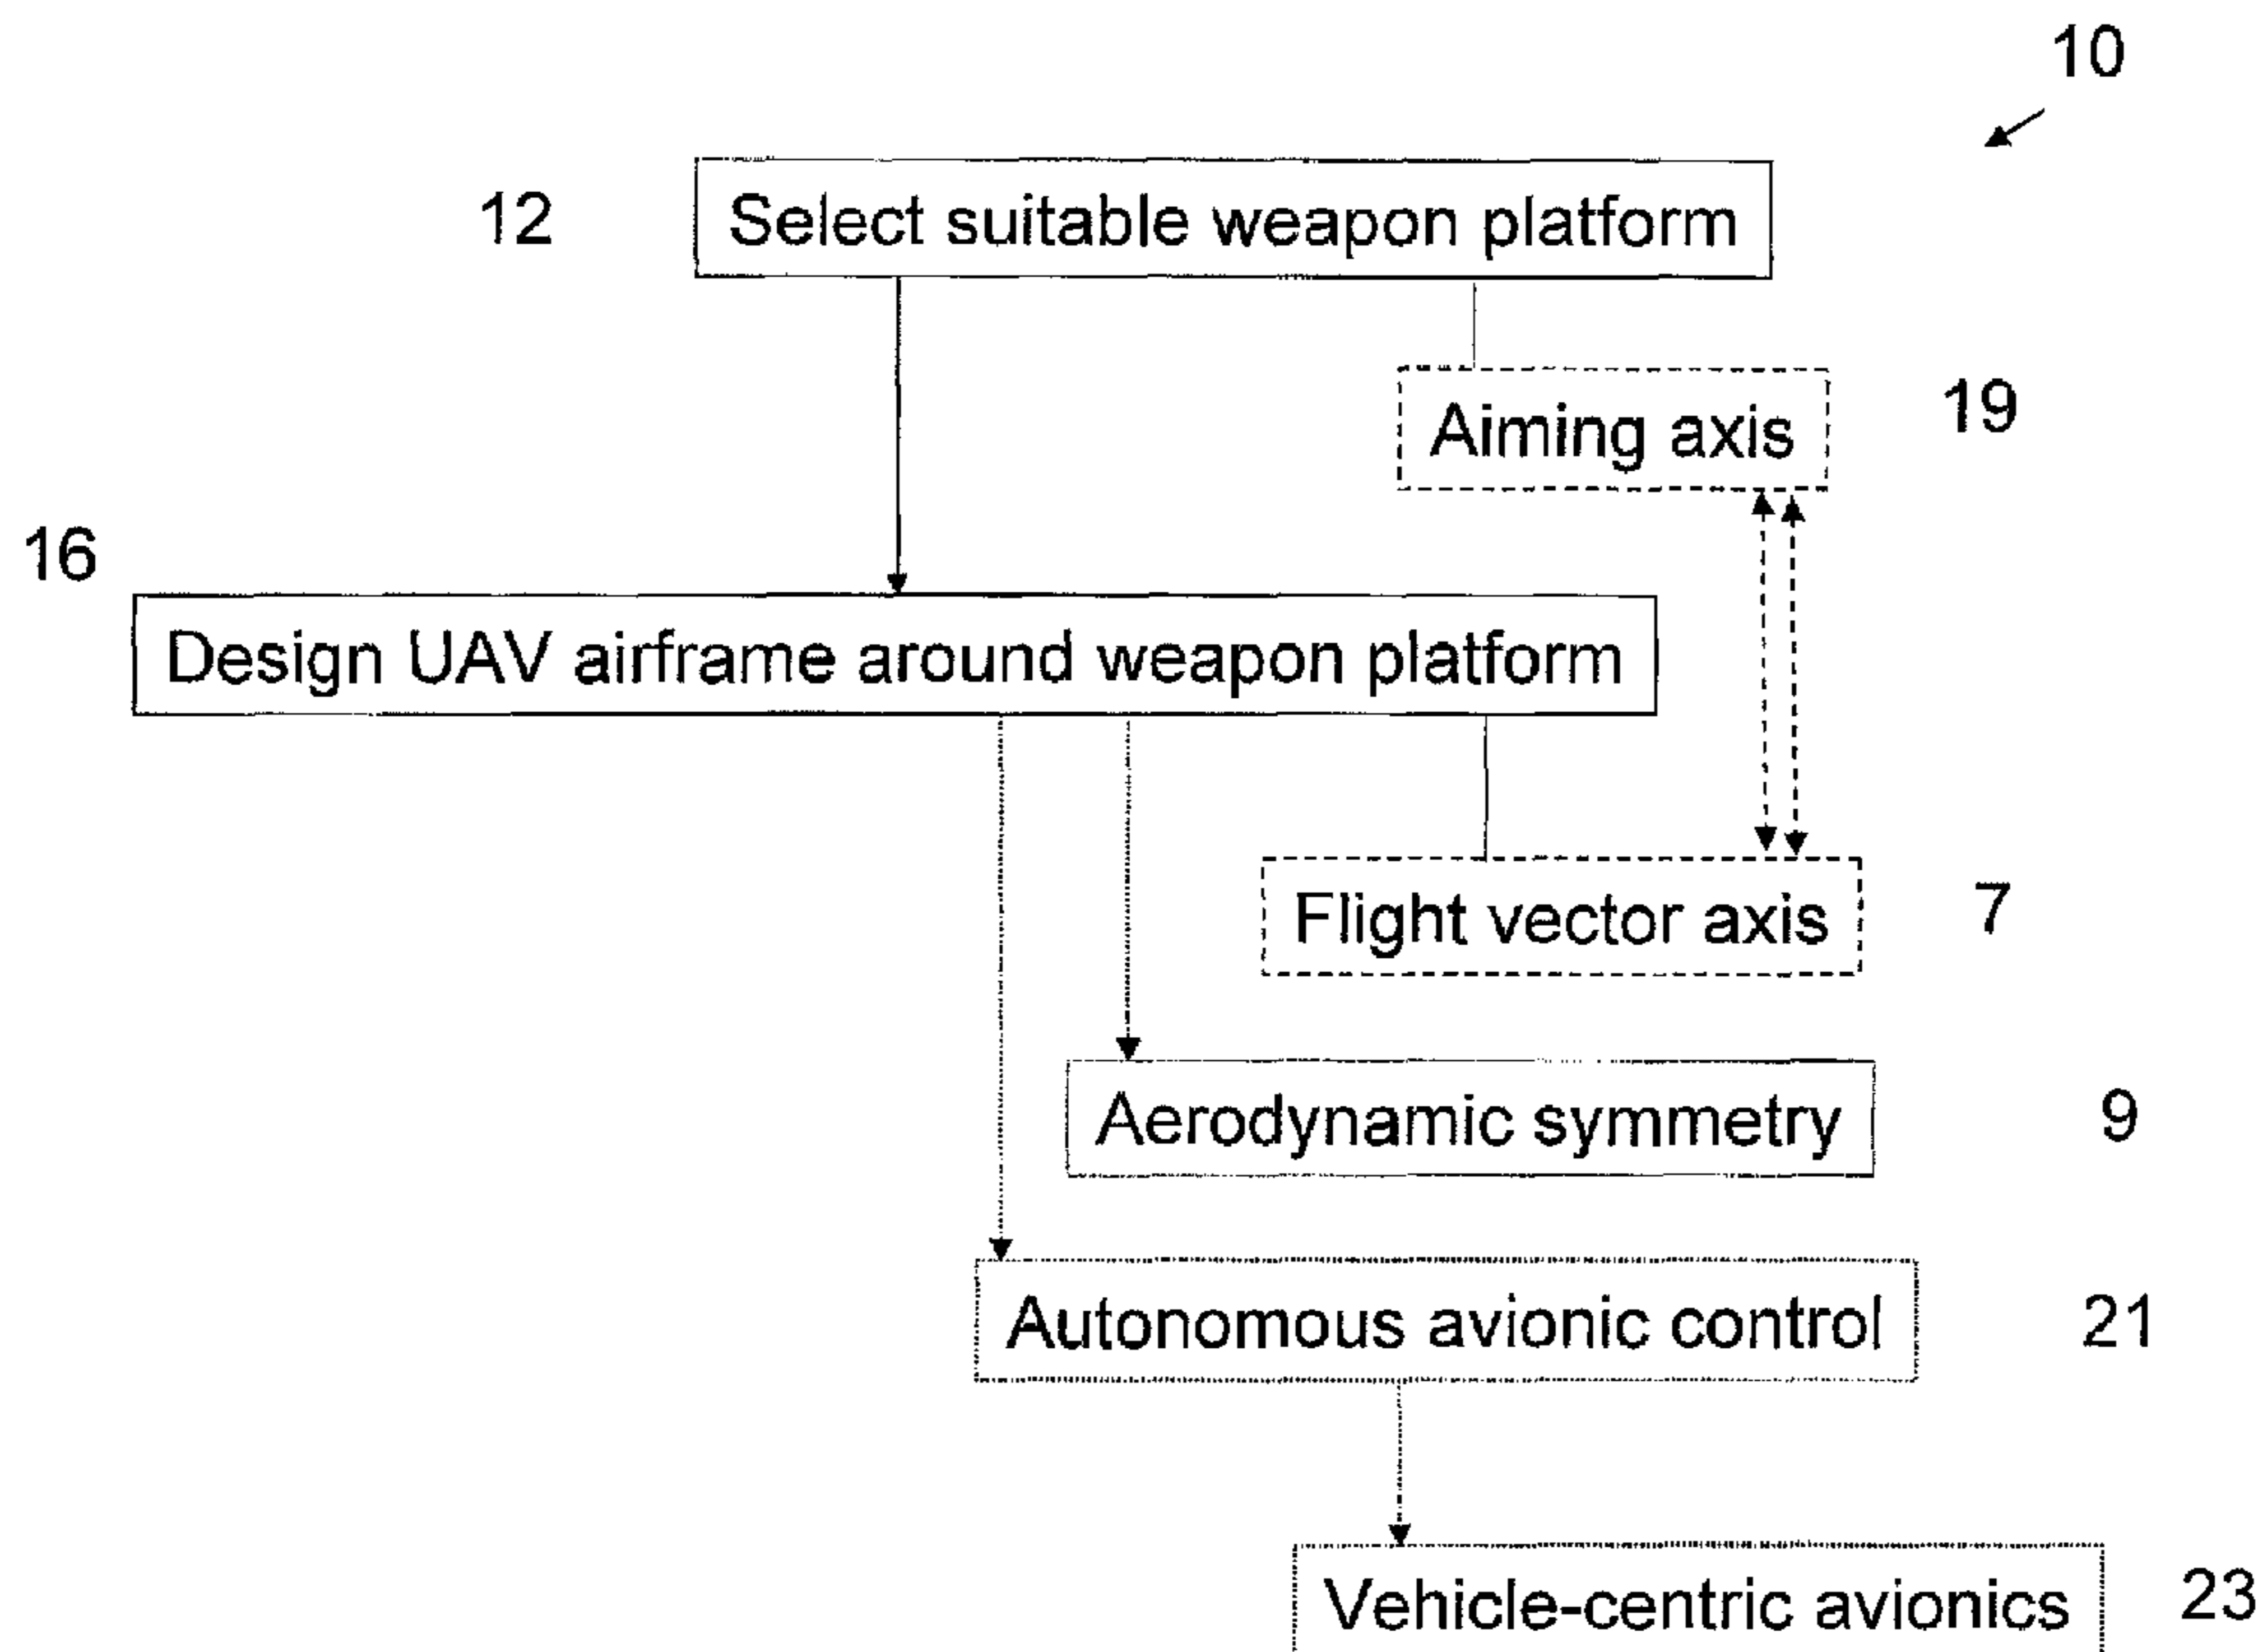 10
12
Select suitable weapon platform
Aiming axis
19
16
Design UAV airframe around weapon platform
Flight vector axis
7
Aerodynamic symmetry
9
Autonomous avionic control
21
Vehicle-centric avionics
23